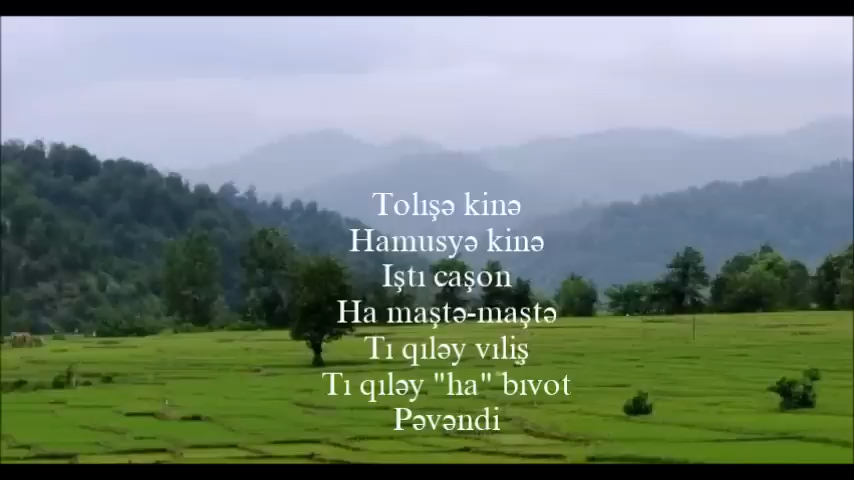 Tolışə kinə
Hamusyə kinə
Iştı caşon
Ha maştə-maştə
Tı qıləy vıliş
Tı qıləy "ha" bıvot
Pəvəndi